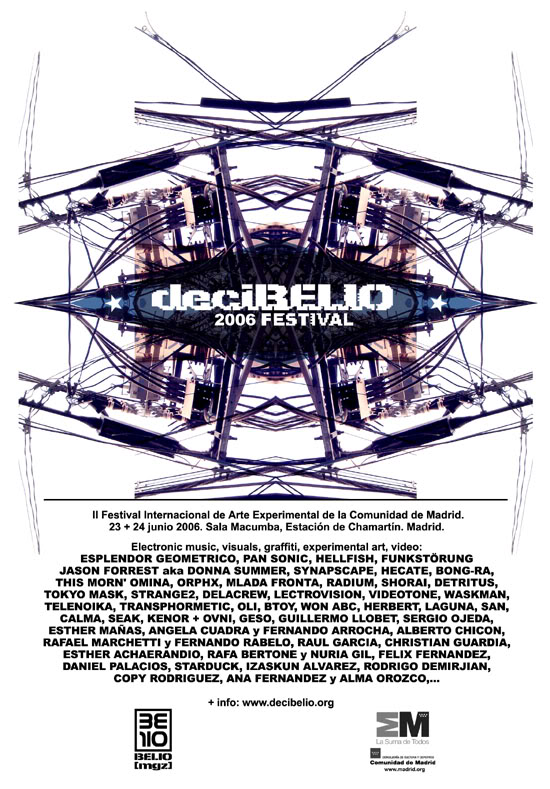 deciBELIO
2006 FESTIVAL
II Festival Internacional de Arte Experimental de la Comunidad de Madrid.
23 + 24 junio 2006. Sala Macumba, Estación de Chamartín. Madrid.
Electronic music, visuals, graffiti, experimental art, video:
ESPLENDOR GEOMETRICO, PAN SONIC, HELLFISH, FUNKSTÖRUNG
JASON FORREST aka DONNA SUMMER, SYNAPSCAPE, HECATE, BONG-RA,
THIS MORN' OMINA, ORPHX, MLADA FRONTA, RADIUM, SHORAI, DETRITUS,
TOKYO MASK, STRANGE2, DELACREW, LECTROVISION, VIDEOTONE, WASKMAN,
TELENOIKA, TRANSPHORMETIC, OLI, BTOY, WON ABC, HERBERT, LAGUNA, SAN,
CALMA, SEAK, KENOR + OVNI, GESO, GUILLERMO LLOBET, SERGIO OJEDA,
ESTHER MAÑAS, ANGELA CUADRA y FERNANDO ARROCHA, ALBERTO CHICON,
RAFAEL MARCHETTI y FERNANDO RABELO, RAUL GARCIA, CHRISTIAN GUARDIA,
ESTHER ACHAERANDIO, RAFA BERTONE y NURIA GIL, FELIX FERNANDEZ,
DANIEL PALACIOS, STARDUCK, IZASKUN ALVAREZ, RODRIGO DEMIRJIAN,
COPY RODRIGUEZ, ANA FERNANDEZ y ALMA OROZCO,...
+ info: www.decibelio.org
BELIO
BELIO
[mgz]
EM
La Suma de Todos
CONSEJERÍA DE CULTURA Y DEPORTES
Comunidad de Madrid
www.madrid.org